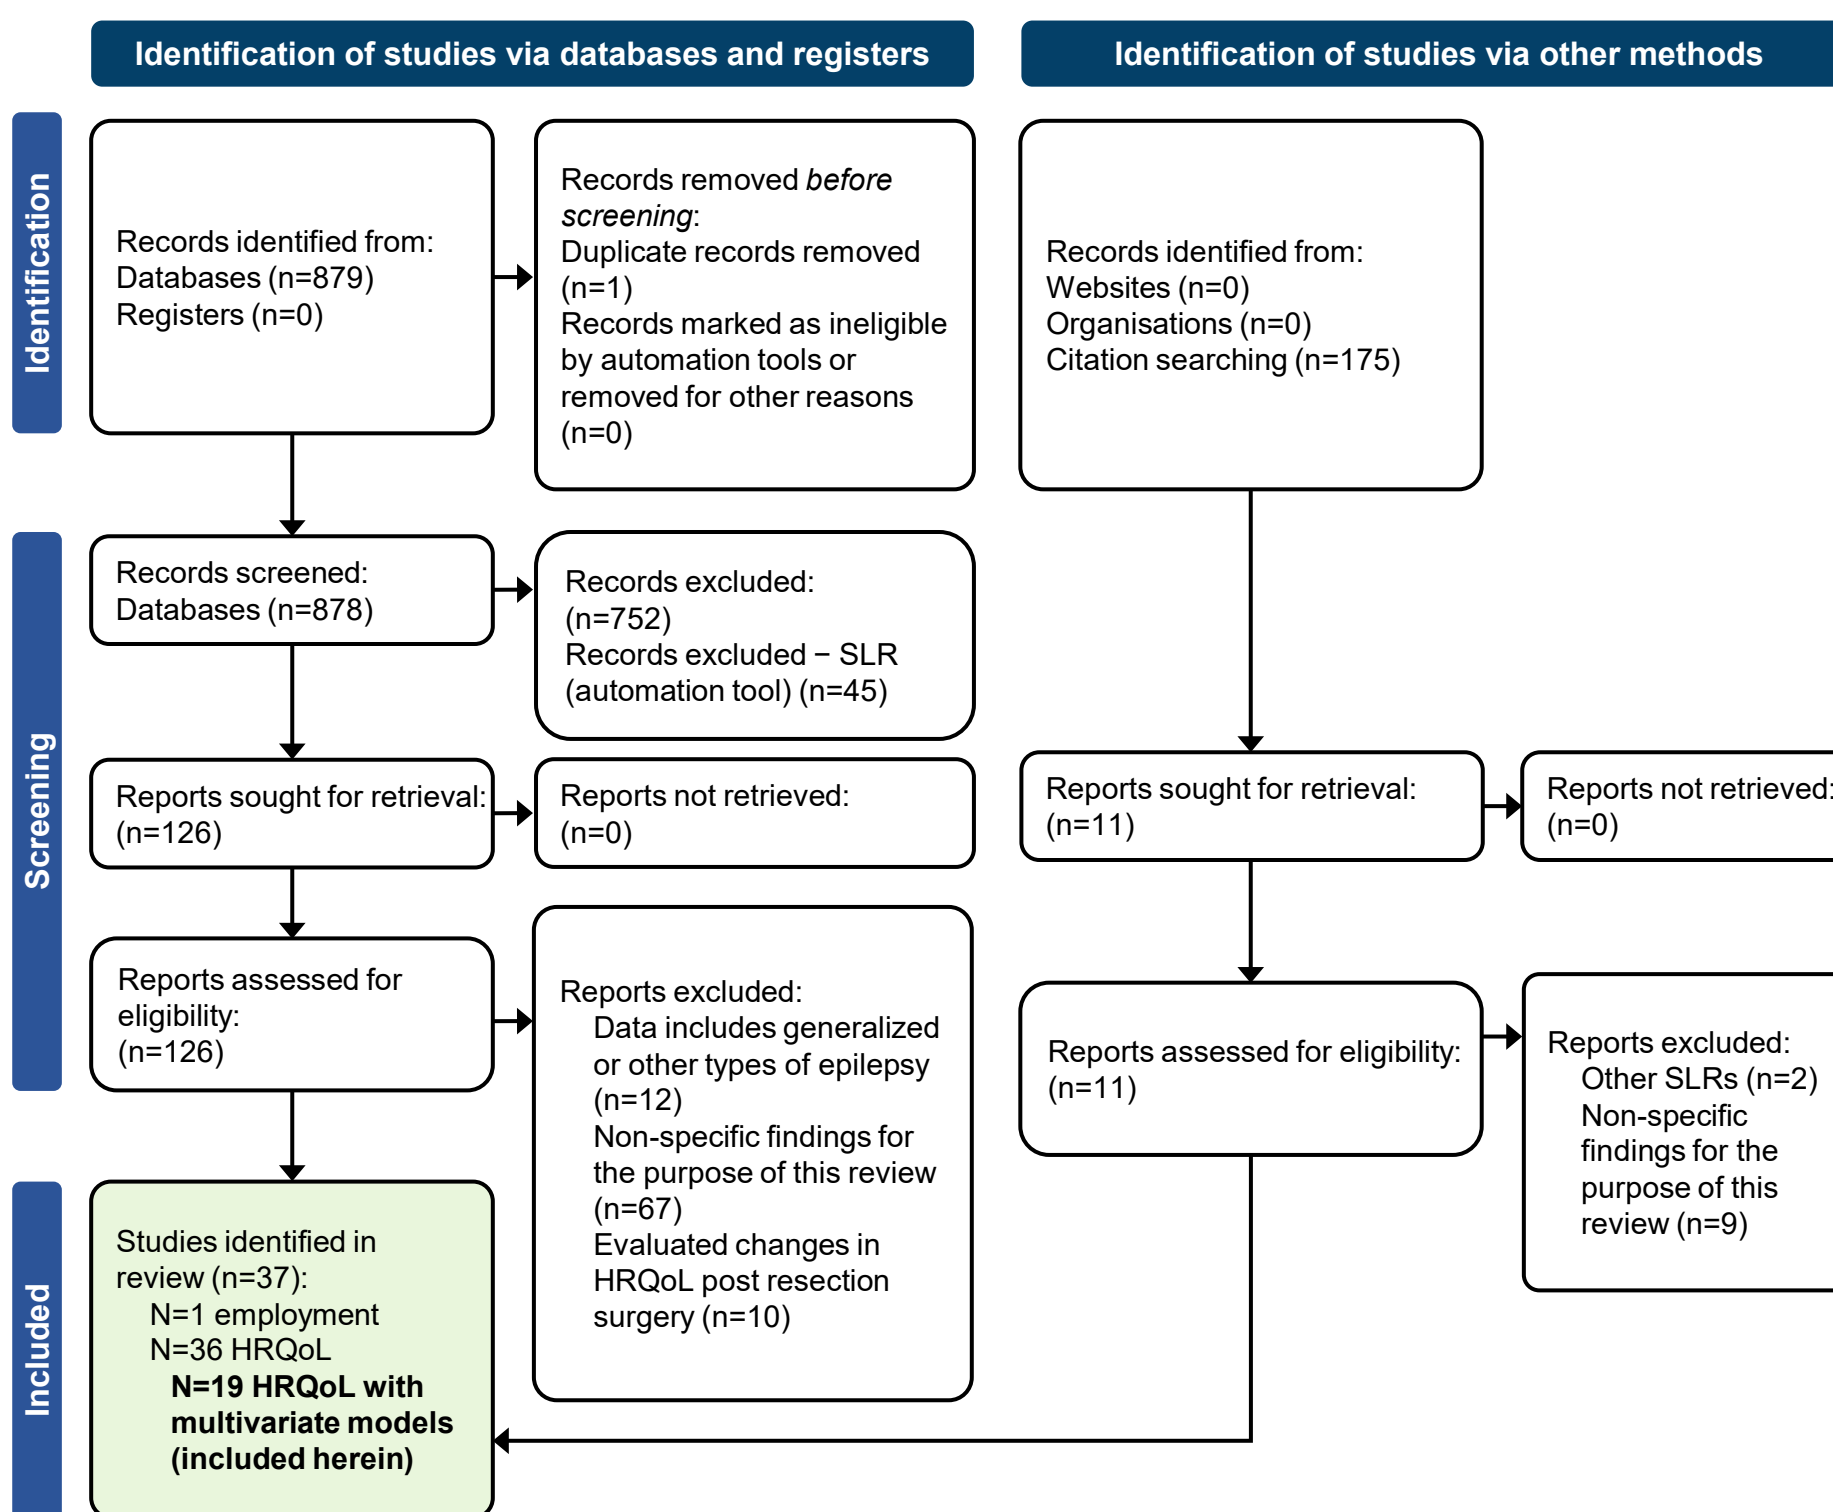 Identification of studies via databases and registers
Identification of studies via other methods
Identification
Records identified from:
Databases (n=879)
Registers (n=0)
Records removed before
screening:
Duplicate records removed
(n=1)
Records marked as ineligible
by automation tools or
removed for other reasons
(n=0)
Records identified from:
Websites (n=0)
Organisations (n=0)
Citation searching (n=175)
Screening
Records screened:
Databases (n=878)
Records excluded:
(n=752)
Records excluded − SLR
(automation tool) (n=45)
Reports sought for retrieval:
(n=126)
Reports not retrieved:
(n=0)
Reports sought for retrieval:
(n=11)
Reports not retrieved:
(n=0)
Reports assessed for
eligibility:
(n=126)
Reports excluded:
Data includes generalized
or other types of epilepsy
(n=12)
Non-specific findings for
the purpose of this review
(n=67)
Evaluated changes in
HRQoL post resection
surgery (n=10)
Reports assessed for eligibility:
(n=11)
Reports excluded:
Other SLRs (n=2)
Non-specific
findings for the
purpose of this
review (n=9)
Included
Studies identified in
review (n=37):
N=1 employment
N=36 HRQoL
N=19 HRQoL with
multivariate models
(included herein)